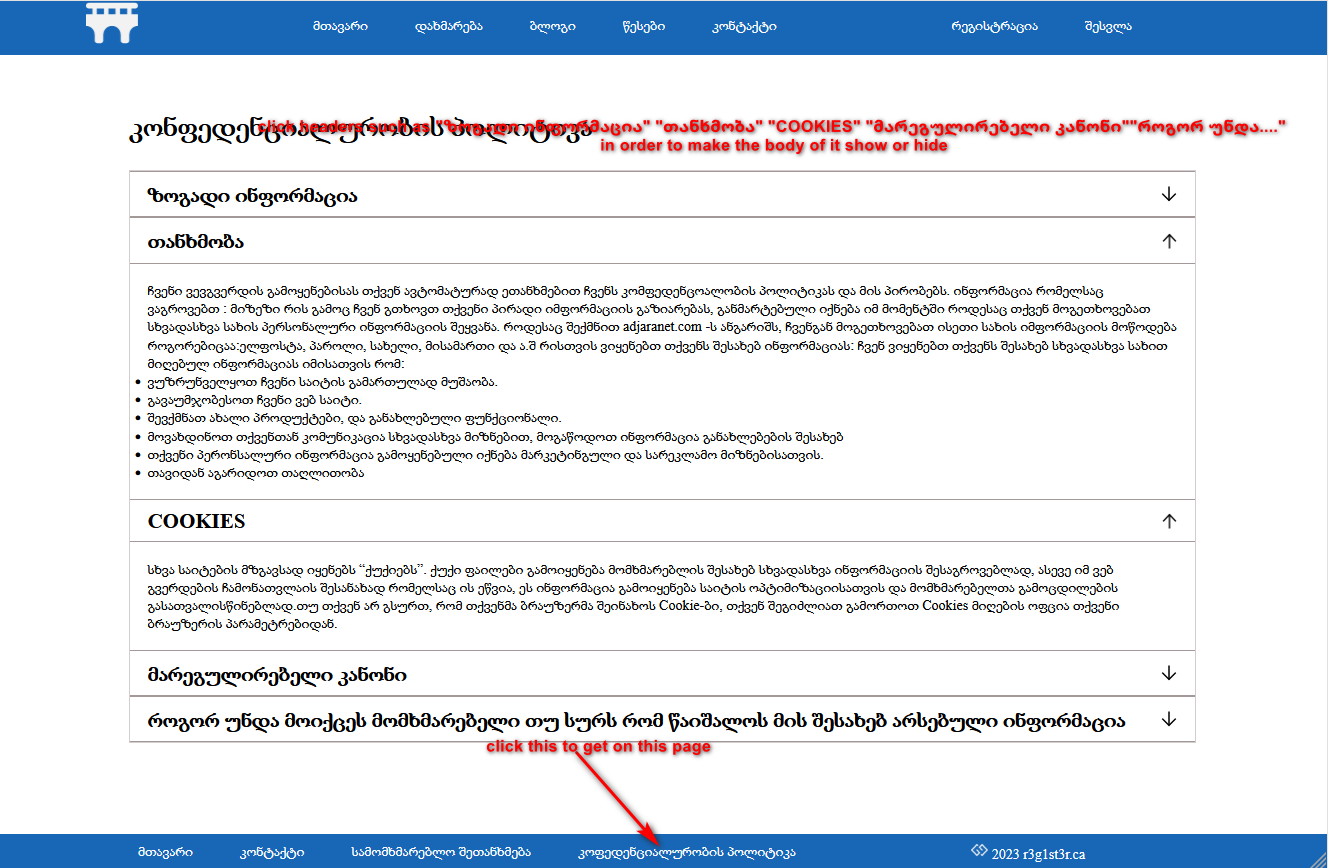 მთავარი დახმარება ბლოგი წესები კონტაქტი რეგისტრაცია შესვლა
კონფედენციალურობის პოლიტიკა
click headers such as "ზოგადი ინფორმაცია" "თანხმობა" "COOKIES" "მარეგულირებელი კანონი""როგორ უნდა...."
in order to make the body of it show or hide
ზოგადი ინფორმაცია
თანხმობა
ჩვენი ვევგვერდის გამოყენებისას თქვენ ავტომატურად ეთანხმებით ჩვენს კომფედენცოალობის პოლიტიკას და მის პირობებს. ინფორმაცია რომელსაც
ვაგროვებთ : მიზეზი რის გამოც ჩვენ გთხოვთ თქვენი პირადი იმფორმაციის გაზიარებას, განმარტებული იქნება იმ მომენტში როდესაც თქვენ მოგეთხოვებათ
სხვადასხვა სახის პერსონალური ინფორმაციის შეყვანა. როდესაც შექმნით adjaranet.com -ს ანგარიშს, ჩვენგან მოგეთხოვებათ ისეთი სახის იმფორმაციის მოწოდება
როგორებიცაა:ელფოსტა, პაროლი, სახელი, მისამართი და ა.შ რისთვის ვიყენებთ თქვენს შესახებ ინფორმაციას: ჩვენ ვიყენებთ თქვენს შესახებ სხვადასხვა სახით
მიღებულ ინფორმაციას იმისათვის რომ:
• ვუზრუნველყოთ ჩვენი საიტის გამართულად მუშაობა.
• გავაუმჯობესოთ ჩვენი ვებ საიტი.
• შევქმნათ ახალი პროდუქტები, და განახლებული ფუნქციონალი.
• მოვახდინოთ თქვენთან კომუნიკაცია სხვადასხვა მიზნებით, მოგაწოდოთ ინფორმაცია განახლებების შესახებ
• თქვენი პერონსალური ინფორმაცია გამოყენებული იქნება მარკეტინგული და სარეკლამო მიზნებისათვის.
• თავიდან აგარიდოთ თაღლითობა
COOKIES
სხვა საიტების მზგავსად იყენებს “ქუქიებს”. ქუქი ფაილები გამოიყენება მომხმარებლის შესახებ სხვადასხვა ინფორმაციის შესაგროვებლად, ასევე იმ ვებ
გვერდების ჩამონათვლაის შესანახად რომელსაც ის ეწვია, ეს ინფორმაცია გამოიყენება საიტის ოპტიმიზაციისათვის და მომხმარებელთა გამოცდილების
გასათვალისწინებლად.თუ თქვენ არ გსურთ, რომ თქვენმა ბრაუზერმა შეინახოს Cookie-ბი, თქვენ შეგიძლიათ გამორთოთ Cookies მიღების ოფცია თქვენი
ბრაუზერის პარამეტრებიდან.
მარეგულირებელი კანონი
როგორ უნდა მოიქცეს მომხმარებელი თუ სურს რომ წაიშალოს მის შესახებ არსებული ინფორმაცია
click this to get on this page
მთავარი კონტაქტი სამომხმარებლო შეთანხმება კოფედენციალურობის პოლიტიკა 2023 r3g1st3r.ca